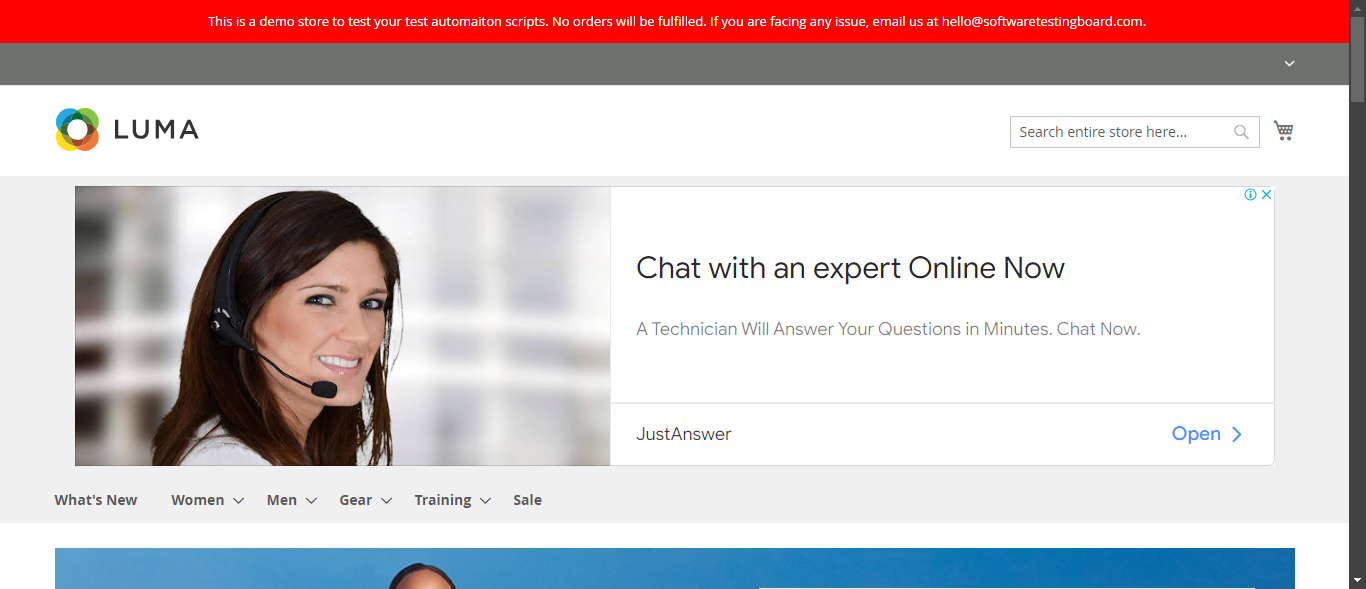 This is a demo store to test your test automaiton scripts. No orders will be fulfilled. If you are facing any issue, email us at hello@softwaretestingboard.com.
LUMA
Search entire store here...
Chat with an expert Online Now
A Technician Will Answer Your Questions in Minutes. Chat Now.
JustAnswer
Open
What's New Women Men Gear Training Sale